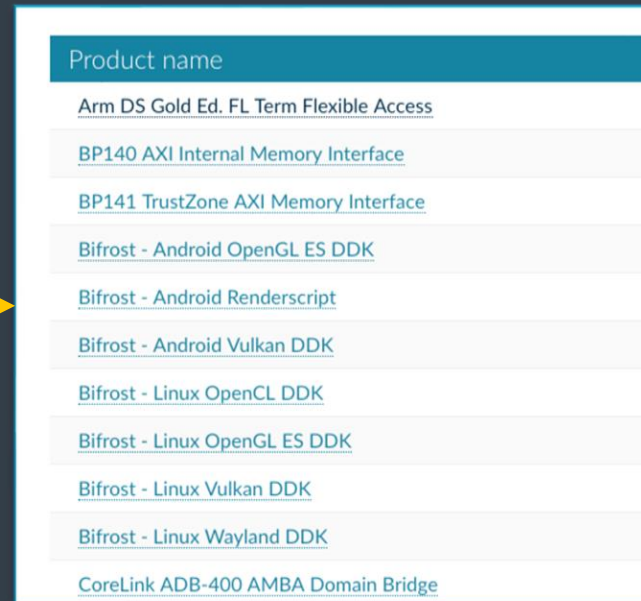 Product name
Arm DS Gold Ed. FL Term Flexible Access
BP140 AXI Internal Memory Interface
BP141 TrustZone AXI Memory Interface
Bifrost - Android OpenGL ES DDK
Bifrost - Android Renderscript
Bifrost - Android Vulkan DDK
Bifrost - Linux OpenCL DDK
Bifrost - Linux OpenGL ES DDK
Bifrost - Linux Vulkan DDK
Bifrost - Linux Wayland DDK
CoreLink ADB-400 AMBA Domain Bridge